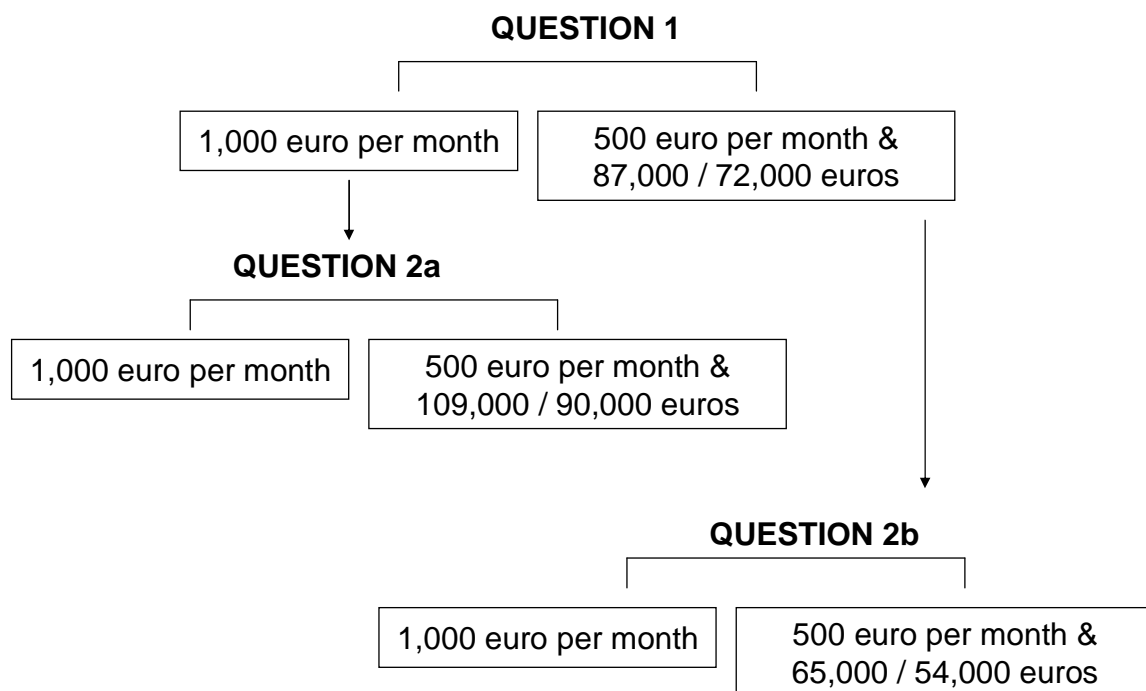 QUESTION 1
1,000 euro per month
500 euro per month &
87,000 / 72,000 euros
QUESTION 2a
1,000 euro per month
500 euro per month &
109,000 / 90,000 euros
QUESTION 2b
1,000 euro per month
500 euro per month &
65,000 / 54,000 euros